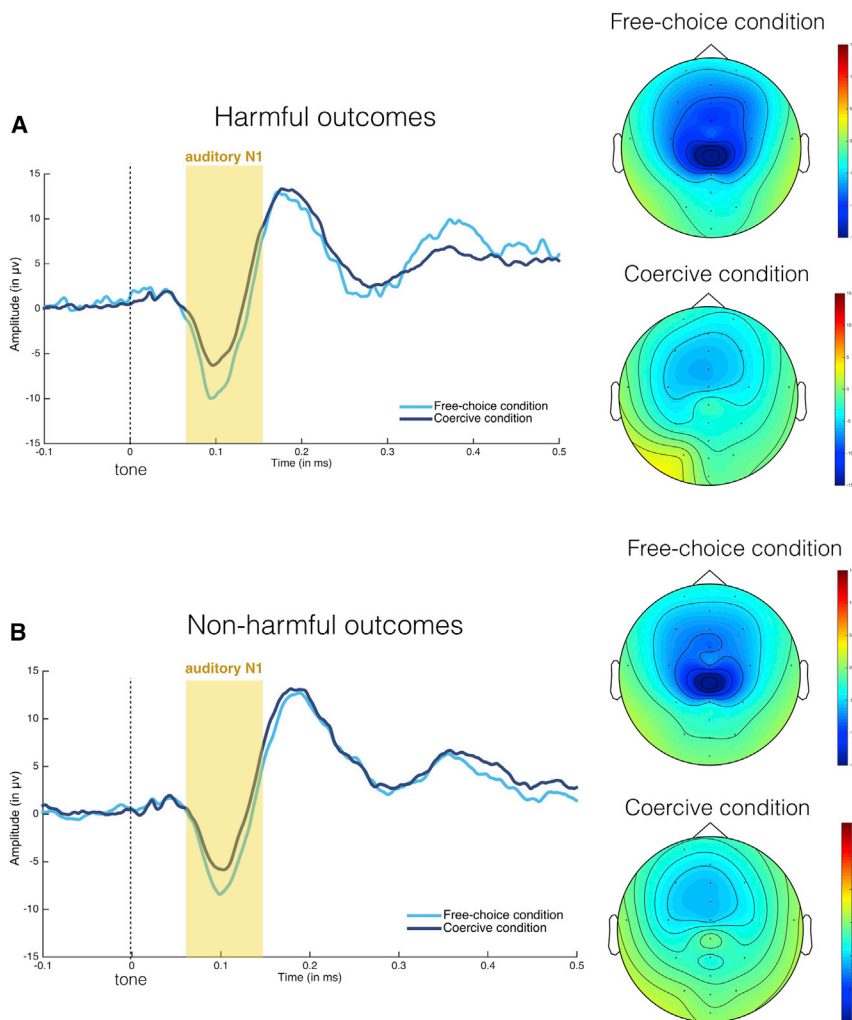 Free-choice condition
A
Harmful outcomes
auditory N1
15
10
5
0
-5
-10
-15
Amplitude (in µv)
Free-choice condition
Coercive condition
-0.1
0
0.1
0.2
0.3
0.4
0.5
Time (in ms)
tone
Coercive condition
Free-choice condition
B
Non-harmful outcomes
auditory N1
15
10
5
0
-5
-10
-15
Amplitude (in µv)
Free-choice condition
Coercive condition
-0.1
0
0.1
0.2
0.3
0.4
0.5
Time (in ms)
tone
Coercive condition